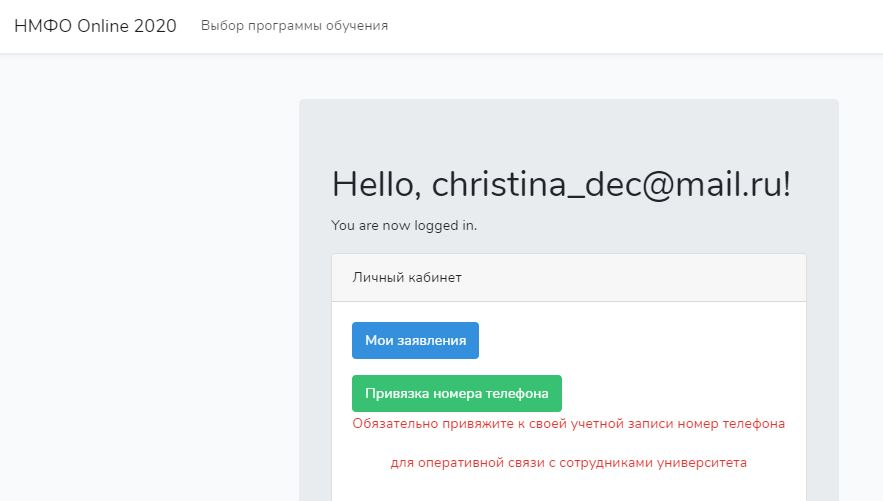 НМФО Online 2020 Выбор программы обучения
Hello, christina_dec@mail.ru!
You are now logged in.
Личный кабинет
Мои заявления
Привязка номера телефона
Обязательно привяжите к своей учетной записи номер телефона
для оперативной связи с сотрудниками университета